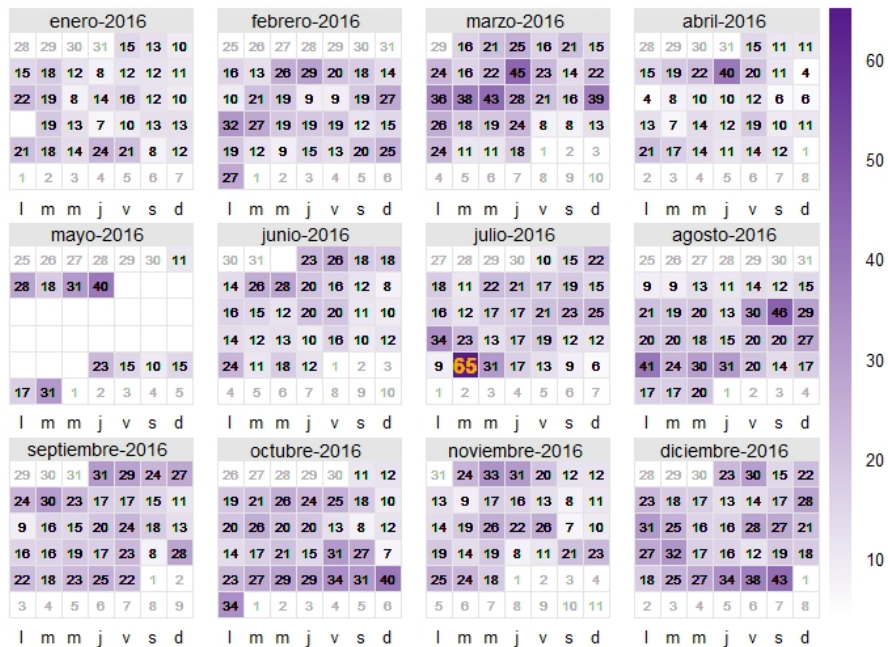 enero-2016
28 29 30 31 15 13 10
15 18 12 8 12 12 11
22 19 8 14 16 12 10
19 13 7 10 13 13
21 18 14 24 21 8 12
1 2 3 4 5 6 7
l m m j v s d
febrero-2016
25 26 27 28 29 30 31
16 13 26 29 20 18 14
10 21 19 9 9 19 27
32 27 19 19 19 12 15
19 12 9 15 13 20 25
27 1 2 3 4 5 6
l m m j v s d
marzo-2016
29 16 21 25 16 21 15
24 16 22 45 23 14 22
36 38 43 28 21 16 39
26 18 19 24 8 8 13
24 11 11 18 1 2 3
4 5 6 7 8 9 10
l m m j v s d
abril-2016
28 29 30 31 15 11 11
15 19 22 40 20 11 4
4 8 10 10 12 6 6
13 7 14 12 19 10 11
21 17 14 11 14 12 1
2 3 4 5 6 7 8
l m m j v s d
mayo-2016
25 26 27 28 29 30 11
28 18 31 40
23 15 10 15
17 31 1 2 3 4 5
l m m j v s d
junio-2016
30 31 23 26 18 18
14 26 28 20 16 12 8
16 15 12 20 20 12 12
14 12 13 10 16 10 12
24 11 18 12 1 2 3
4 5 6 7 8 9 10
l m m j v s d
julio-2016
27 28 29 30 10 15 22
18 11 22 21 17 19 15
16 12 17 17 21 23 25
34 23 13 17 19 12 12
9 65 31 17 13 9 6
1 2 3 4 5 6 7
l m m j v s d
agosto-2016
25 26 27 28 29 30 31
9 9 13 11 14 12 15
21 19 20 13 30 46 29
20 20 18 15 20 20 27
41 24 30 31 20 14 17
17 17 20 1 2 3 4
l m m j v s d
septiembre-2016
29 30 31 31 29 24 27
24 30 23 17 17 15 11
9 16 15 20 24 18 13
16 16 19 17 23 8 28
22 18 23 25 22 1 2
3 4 5 6 7 8 9
l m m j v s d
octubre-2016
26 27 28 29 30 11 12
19 21 26 24 25 18 10
20 26 20 20 13 8 12
14 17 21 15 31 27 7
23 27 29 29 34 31 40
34 1 2 3 4 5 6
l m m j v s d
noviembre-2016
31 24 33 31 20 12 12
13 9 17 16 13 8 11
14 19 26 22 26 7 10
19 14 19 8 11 21 23
25 24 18 1 2 3 4
5 6 7 8 9 10 11
l m m j v s d
diciembre-2016
28 29 30 23 30 15 22
23 18 17 13 14 17 28
31 25 16 16 28 27 21
27 32 17 16 12 19 18
18 25 27 34 38 43 1
2 3 4 5 6 7 8
l m m j v s d
60
50
40
30
20
10